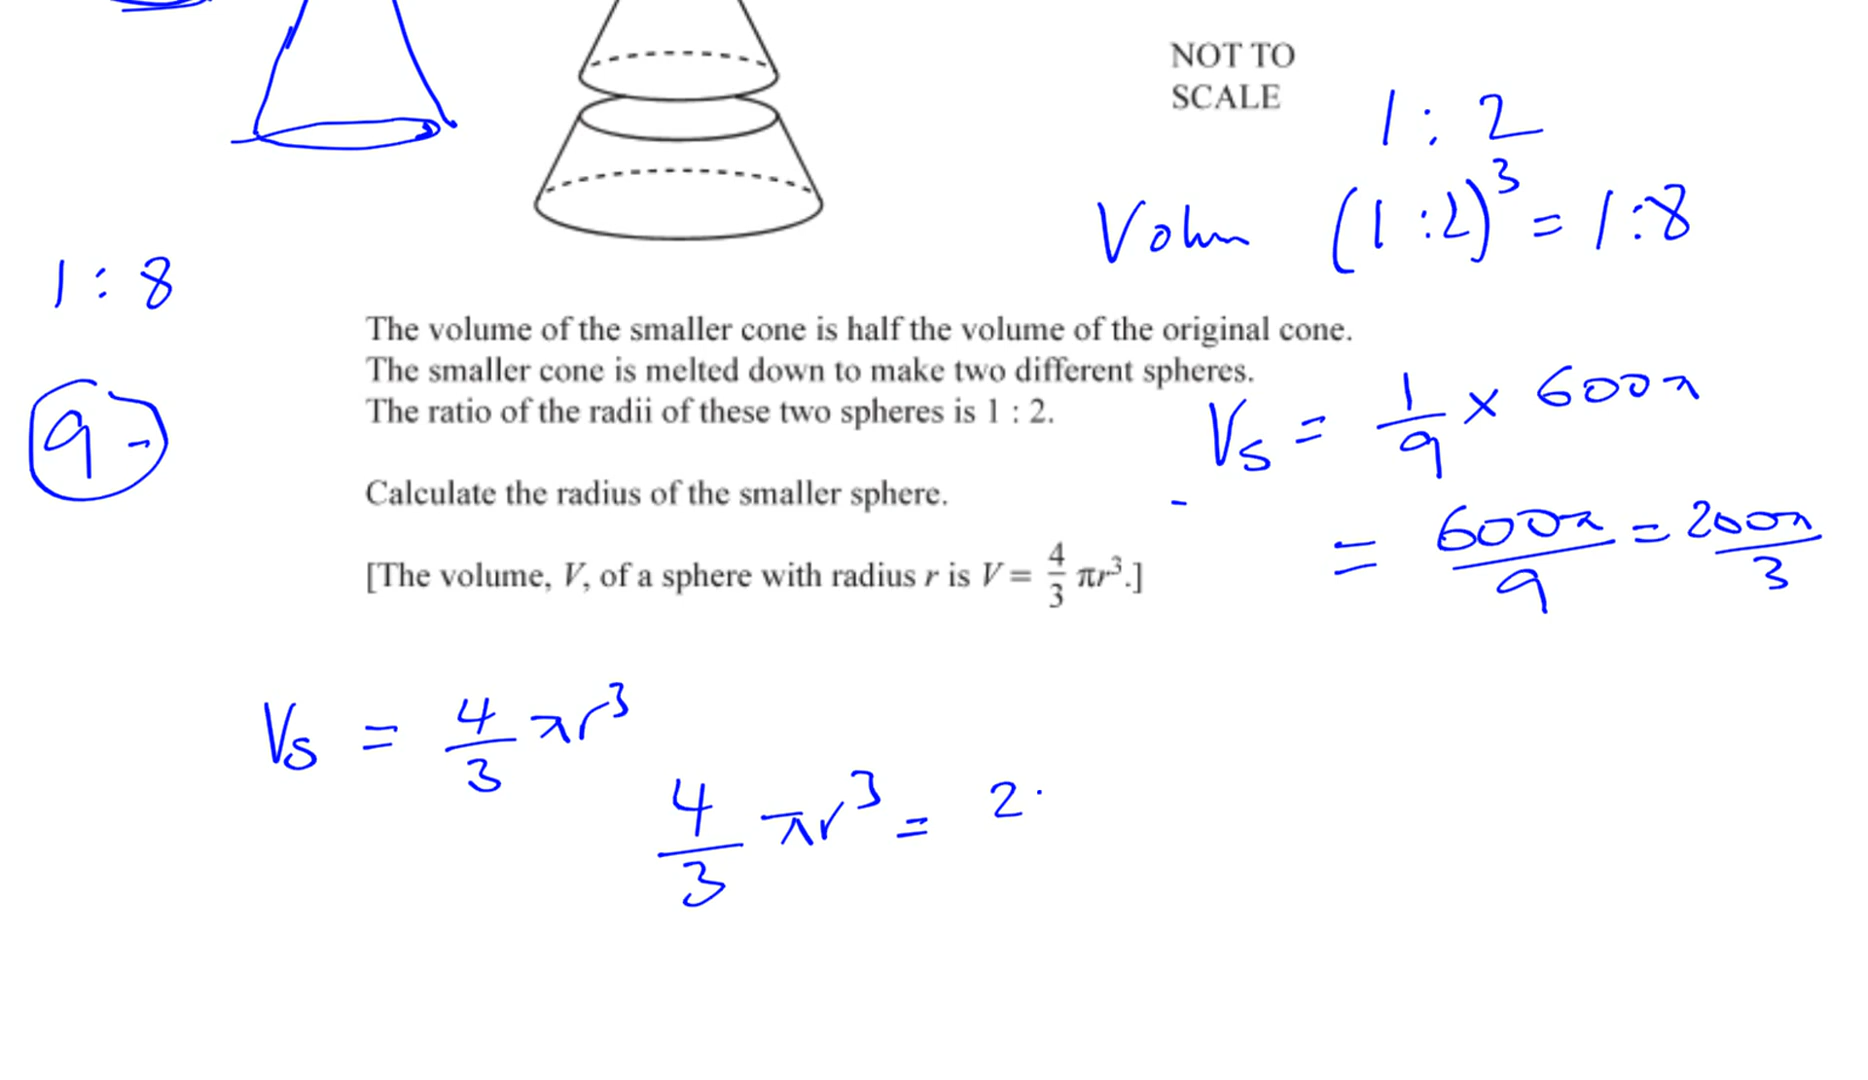 NOT TO
SCALE
1 : 2
Volum (1 : 2)³ = 1 : 8
1 : 8
The volume of the smaller cone is half the volume of the original cone.
The smaller cone is melted down to make two different spheres.
The ratio of the radii of these two spheres is 1 : 2.
9
Vs = 1/9 × 600π
Calculate the radius of the smaller sphere.
= 600π/9 = 200π/3
[The volume, V, of a sphere with radius r is V = 4/3 πr³.]
Vs = 4/3 πr³
4/3 πr³ = 2